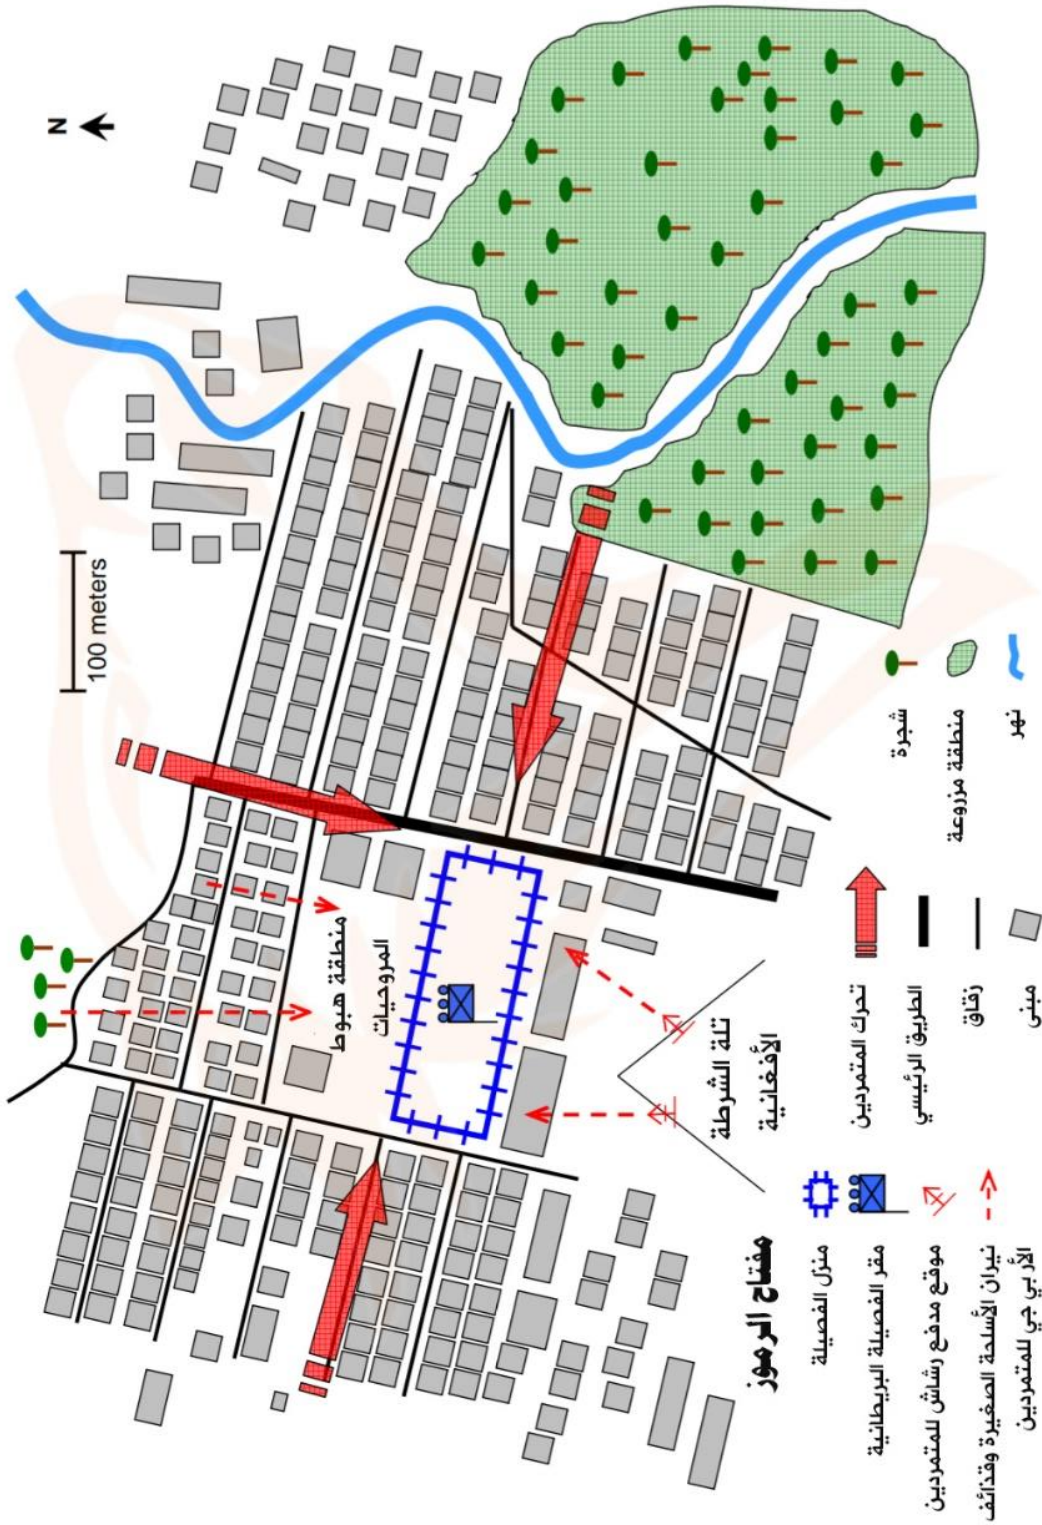 N
100 meters
منطقة هبوط
المروحيات
تلة الشرطة
الأفغانية
مفتاح الرموز
منزل الفصيلة
مقر الفصيلة البريطانية
موقع مدفع رشاش للمتمردين
نيران الأسلحة الصغيرة وقذائف
الأر بي جي للمتمردين
تحرك المتمردين
الطريق الرئيسي
زقاق
مبنى
شجرة
منطقة مزروعة
نهر